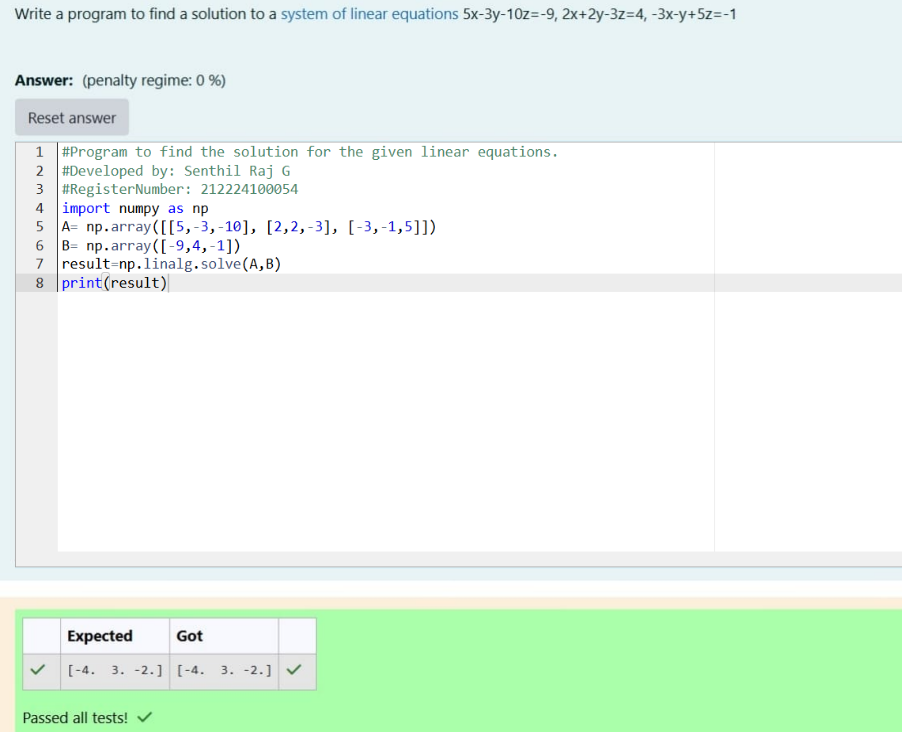 Write a program to find a solution to a system of linear equations 5x-3y-10z=-9, 2x+2y-3z=4, -3x-y+5z=-1
Answer: (penalty regime: 0 %)
Reset answer
1 #Program to find the solution for the given linear equations.
2 #Developed by: Senthil Raj G
3 #RegisterNumber: 212224100054
4 import numpy as np
5 A= np.array([[5,-3,-10], [2,2,-3], [-3,-1,5]])
6 B= np.array([-9,4,-1])
7 result=np.linalg.solve(A,B)
8 print(result)
Expected Got
[-4. 3. -2.] [-4. 3. -2.]
Passed all tests!